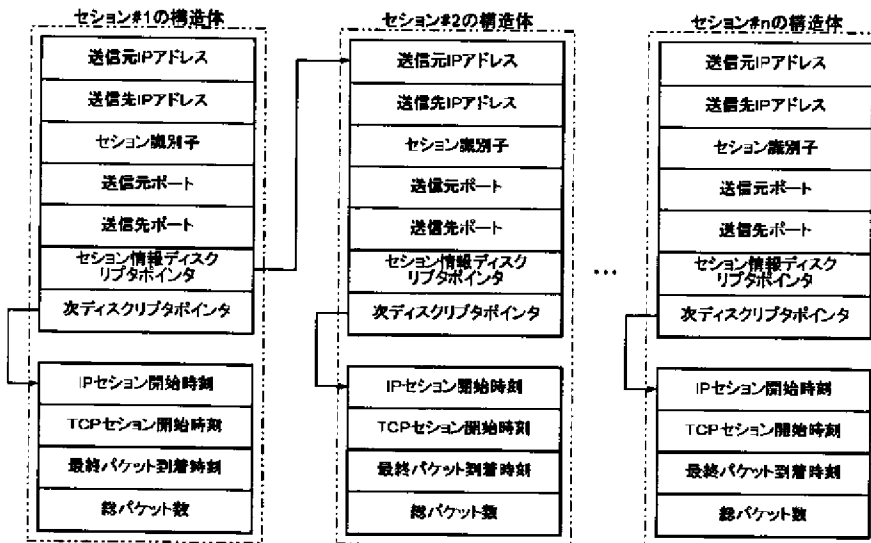 セション#1の構造体
送信元IPアドレス
送信先IPアドレス
セション識別子
送信元ポート
送信先ポート
セション情報ディスク
リプタポインタ
次ディスクリプタポインタ
IPセション開始時刻
TCPセション開始時刻
最終パケット到着時刻
総パケット数
セション#2の構造体
送信元IPアドレス
送信先IPアドレス
セション識別子
送信元ポート
送信先ポート
セション情報ディスク
リプタポインタ
次ディスクリプタポインタ
IPセション開始時刻
TCPセション開始時刻
最終パケット到着時刻
総パケット数
…
セション#nの構造体
送信元IPアドレス
送信先IPアドレス
セション識別子
送信元ポート
送信先ポート
セション情報ディスク
リプタポインタ
次ディスクリプタポインタ
IPセション開始時刻
TCPセション開始時刻
最終パケット到着時刻
総パケット数